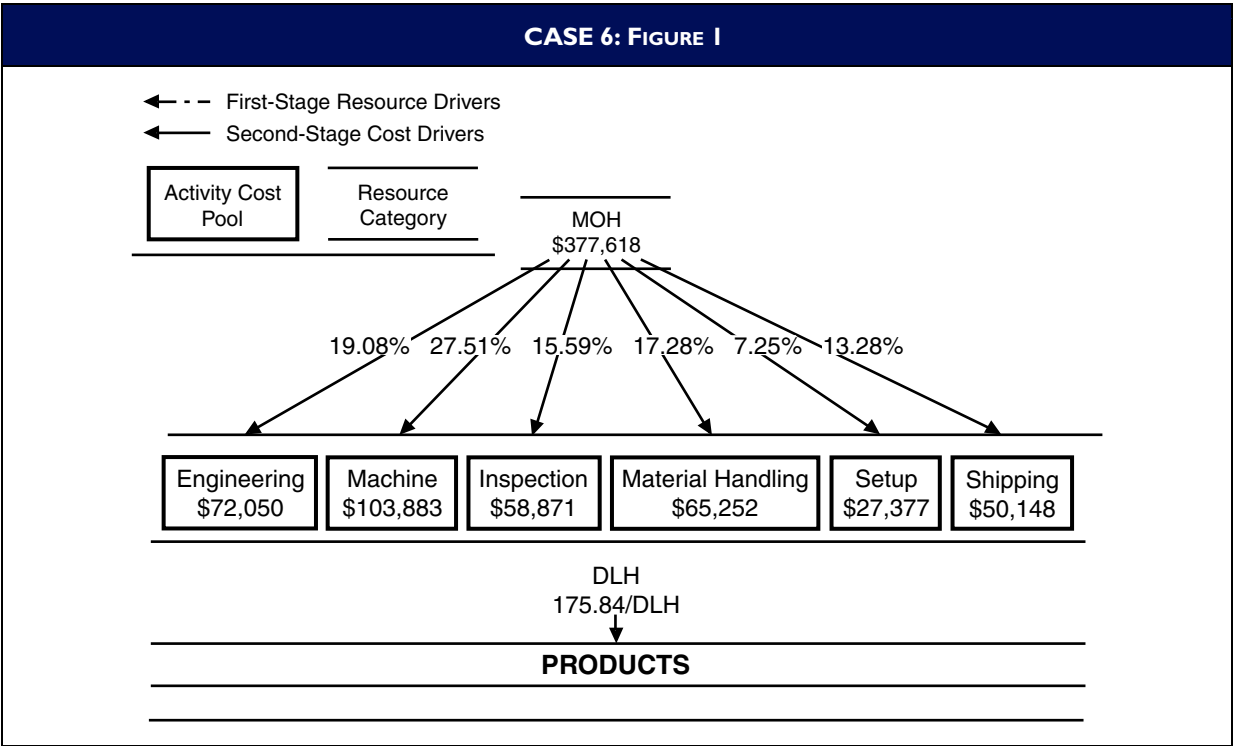 CASE 6: FIGURE 1
First-Stage Resource Drivers
Second-Stage Cost Drivers
Activity Cost
Pool
Resource
Category
MOH
$377,618
19.08% 27.51% 15.59% 17.28% 7.25% 13.28%
Engineering
$72,050
Machine
$103,883
Inspection
$58,871
Material Handling
$65,252
Setup
$27,377
Shipping
$50,148
DLH
175.84/DLH
PRODUCTS